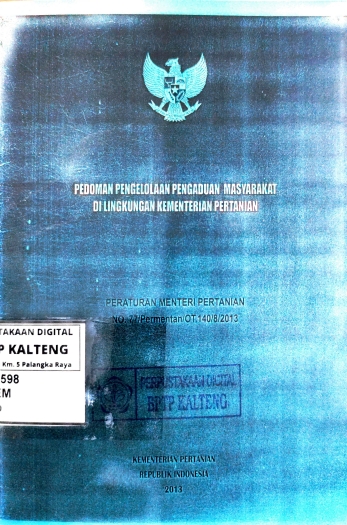 PEDOMAN PENGELOLAAN PENGADUAN MASYARAKAT
DI LINGKUNGAN KEMENTERIAN PERTANIAN
PERATURAN MENTERI PERTANIAN
NO. 77/Permentan/OT.140/8/2013
TAKAAN DIGITAL
P KALTENG
Km. 5 Palangka Raya
598
EM
PERPUSTAKAAN DIGITAL
BPTP KALTENG
KEMENTERIAN PERTANIAN
REPUBLIK INDONESIA
2013